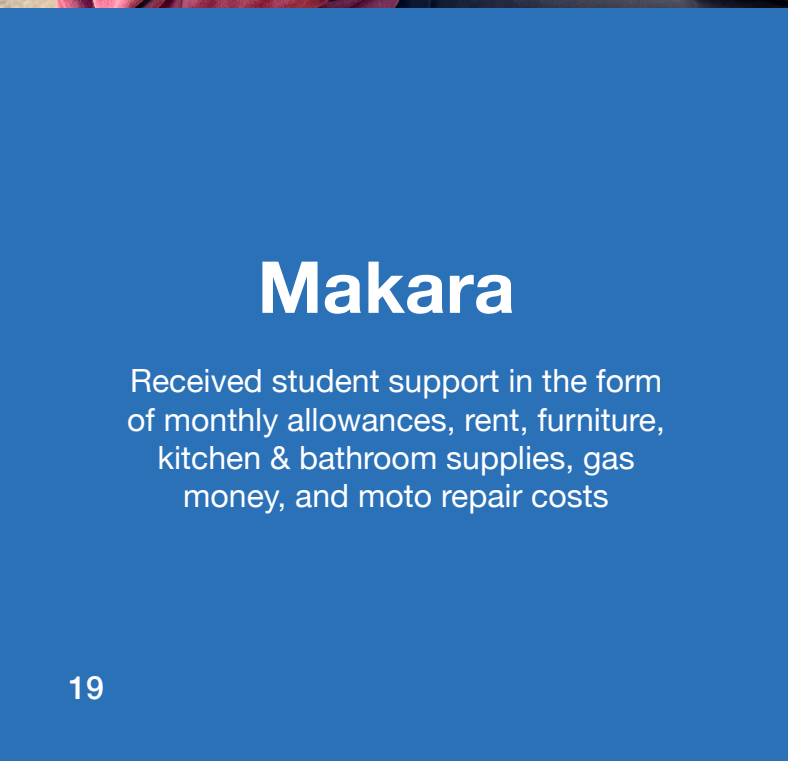 Makara
Received student support in the form
of monthly allowances, rent, furniture,
kitchen & bathroom supplies, gas
money, and moto repair costs
19